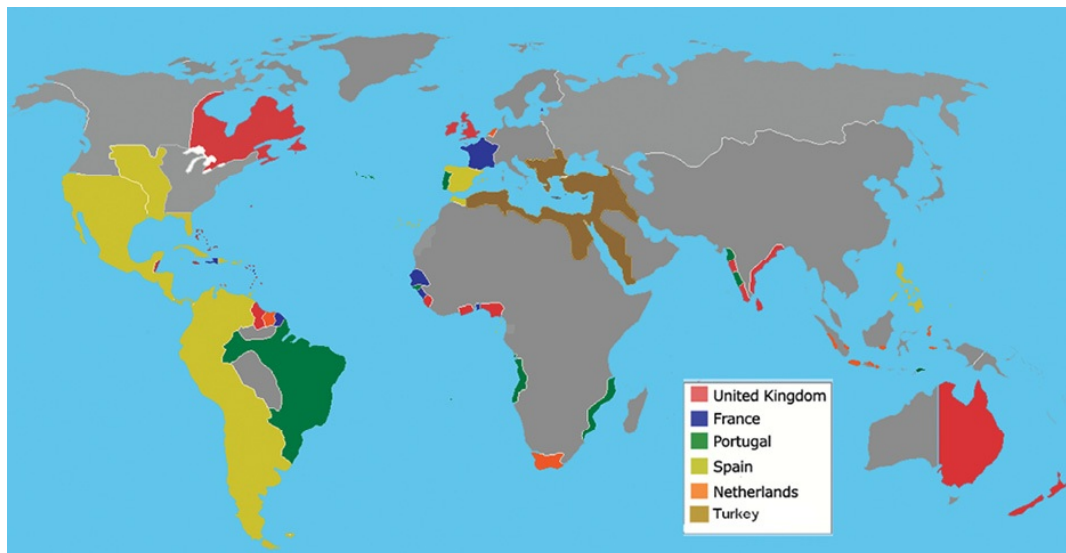 United Kingdom
France
Portugal
Spain
Netherlands
Turkey